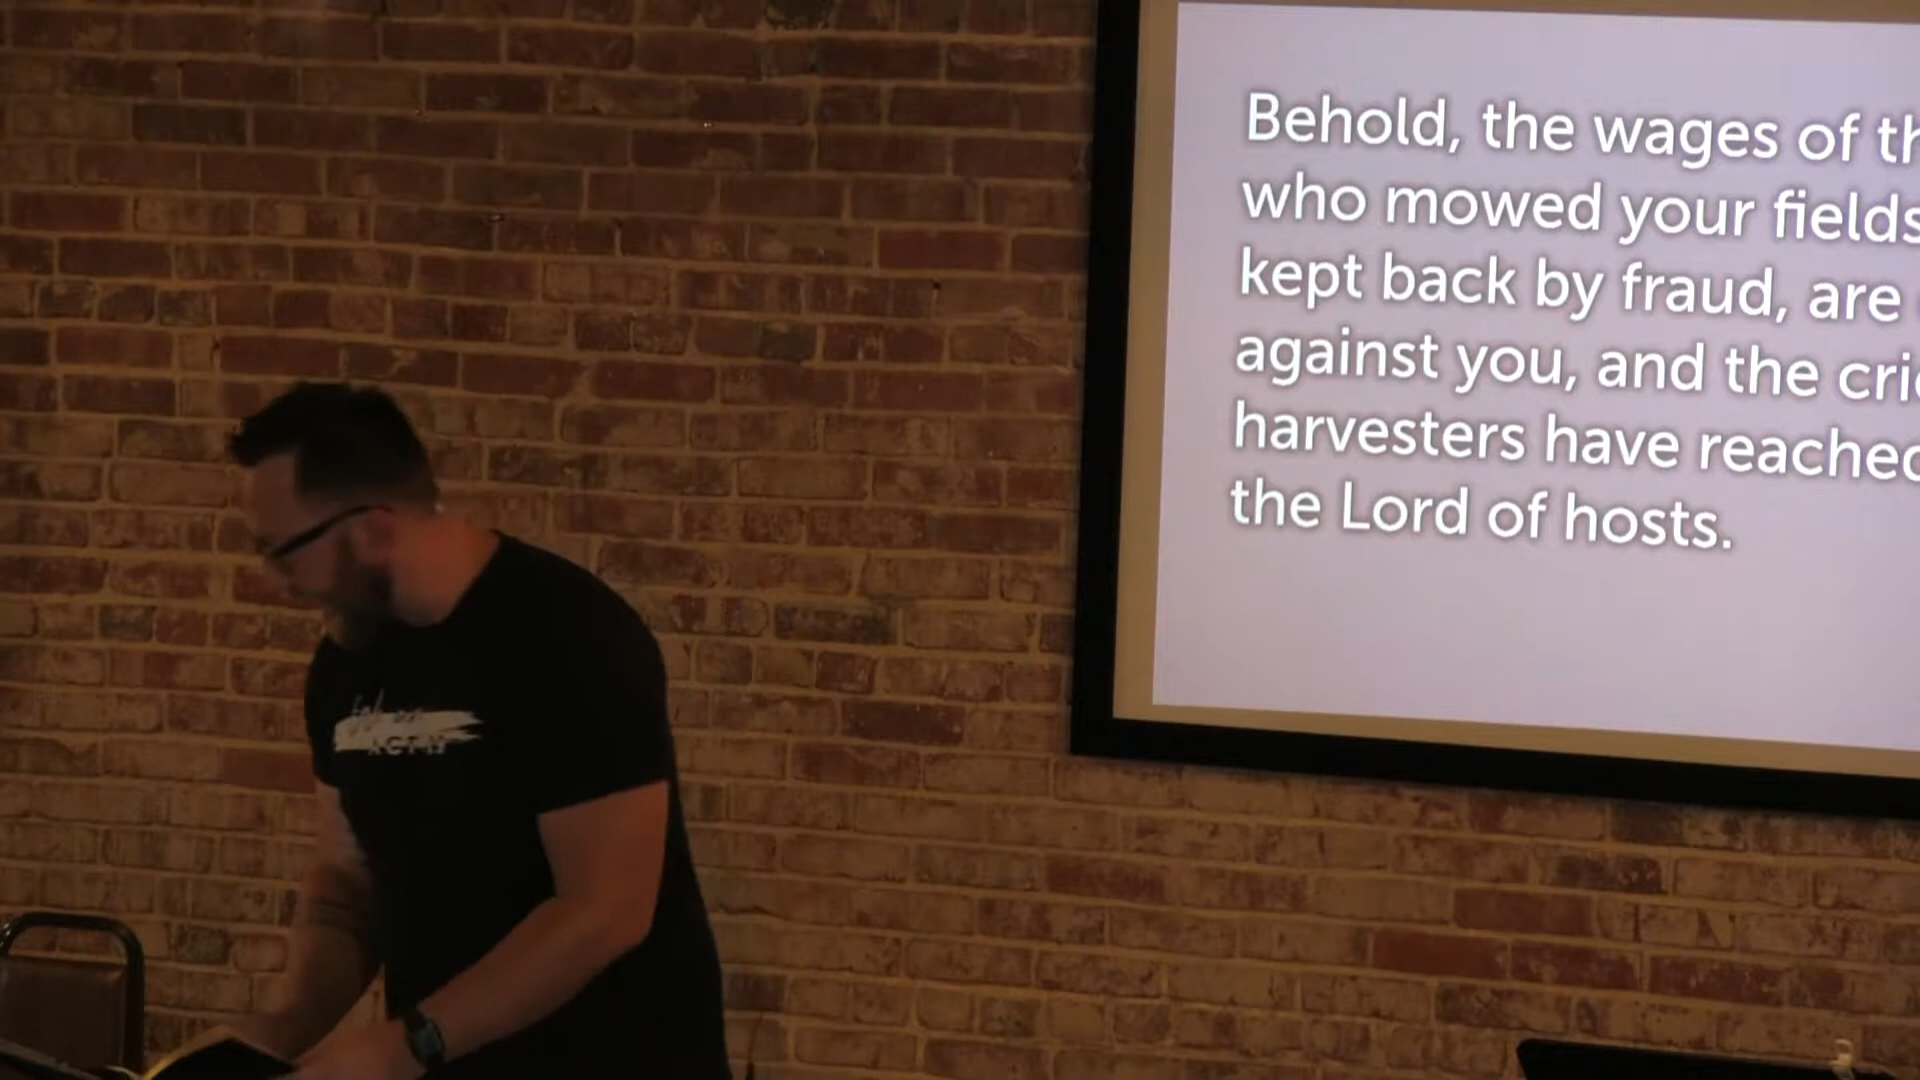 Behold, the wages of th
who mowed your fields
kept back by fraud, are
against you, and the crie
harvesters have reached
the Lord of hosts.